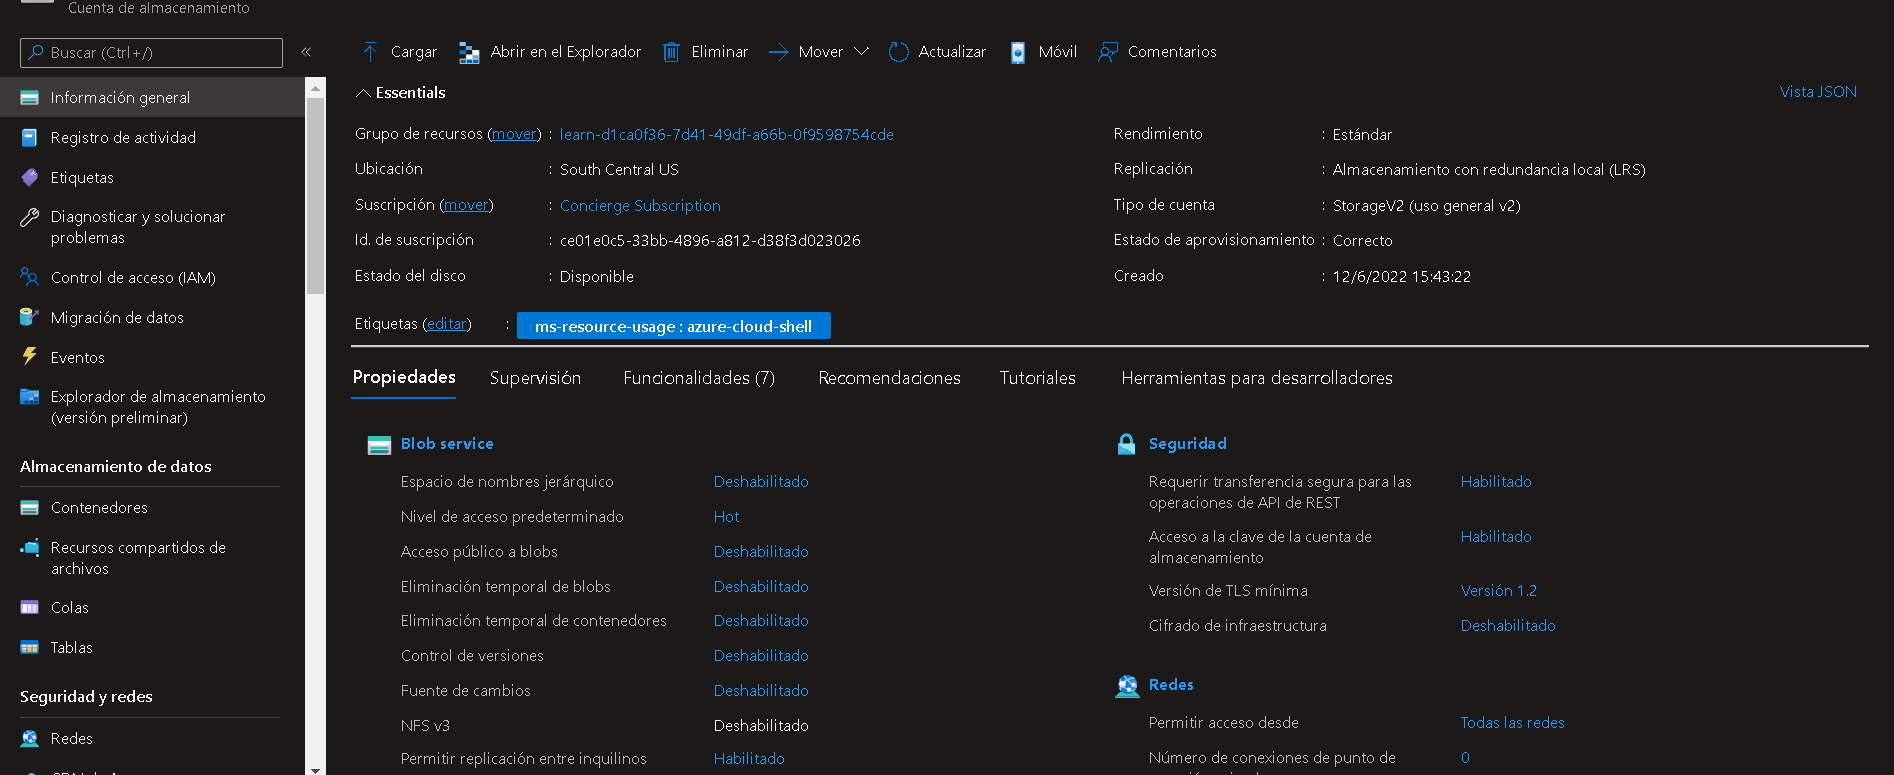 Cuenta de almacenamiento
Buscar (Ctrl+/)
«
Cargar
Abrir en el Explorador
Eliminar
Mover
Actualizar
Móvil
Comentarios
Información general
Registro de actividad
Etiquetas
Diagnosticar y solucionar
problemas
Control de acceso (IAM)
Migración de datos
Eventos
Explorador de almacenamiento
(versión preliminar)
Almacenamiento de datos
Contenedores
Recursos compartidos de
archivos
Colas
Tablas
Seguridad y redes
Redes
Essentials
Vista JSON
Grupo de recursos (mover) : learn-d1ca0f36-7d41-49df-a66b-0f9598754cde
Ubicación : South Central US
Suscripción (mover) : Concierge Subscription
Id. de suscripción : ce01e0c5-33bb-4896-a812-d38f3d023026
Estado del disco : Disponible
Rendimiento : Estándar
Replicación : Almacenamiento con redundancia local (LRS)
Tipo de cuenta : StorageV2 (uso general v2)
Estado de aprovisionamiento : Correcto
Creado : 12/6/2022 15:43:22
Etiquetas (editar) : ms-resource-usage : azure-cloud-shell
Propiedades
Supervisión
Funcionalidades (7)
Recomendaciones
Tutoriales
Herramientas para desarrolladores
Blob service
Espacio de nombres jerárquico Deshabilitado
Nivel de acceso predeterminado Hot
Acceso público a blobs Deshabilitado
Eliminación temporal de blobs Deshabilitado
Eliminación temporal de contenedores Deshabilitado
Control de versiones Deshabilitado
Fuente de cambios Deshabilitado
NFS v3 Deshabilitado
Permitir replicación entre inquilinos Habilitado
Seguridad
Requerir transferencia segura para las Habilitado
operaciones de API de REST
Acceso a la clave de la cuenta de Habilitado
almacenamiento
Versión de TLS mínima Versión 1.2
Cifrado de infraestructura Deshabilitado
Redes
Permitir acceso desde Todas las redes
Número de conexiones de punto de 0